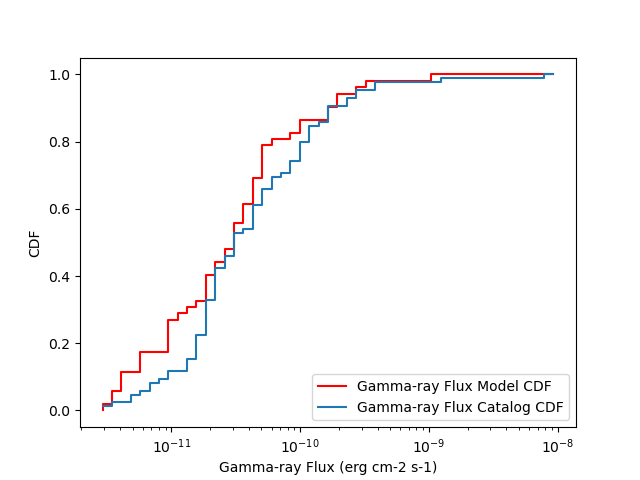 1.0
0.8
0.6
0.4
0.2
0.0
CDF
10⁻¹¹
10⁻¹⁰
10⁻⁹
10⁻⁸
Gamma-ray Flux (erg cm-2 s-1)
Gamma-ray Flux Model CDF
Gamma-ray Flux Catalog CDF